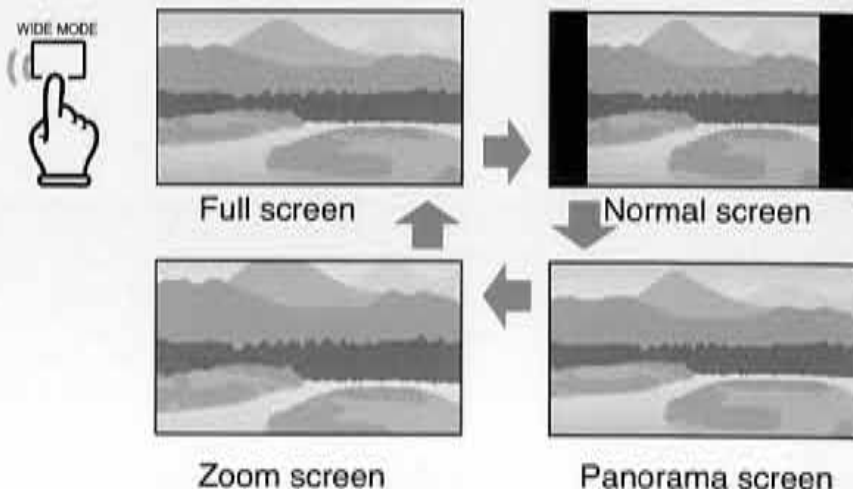 WIDE MODE
Full screen
Normal screen
Zoom screen
Panorama screen